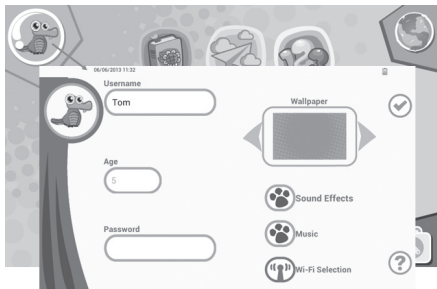 06/06/2013 11:32
Username
Tom
Wallpaper
Age
5
Sound Effects
Password
Music
Wi-Fi Selection
?